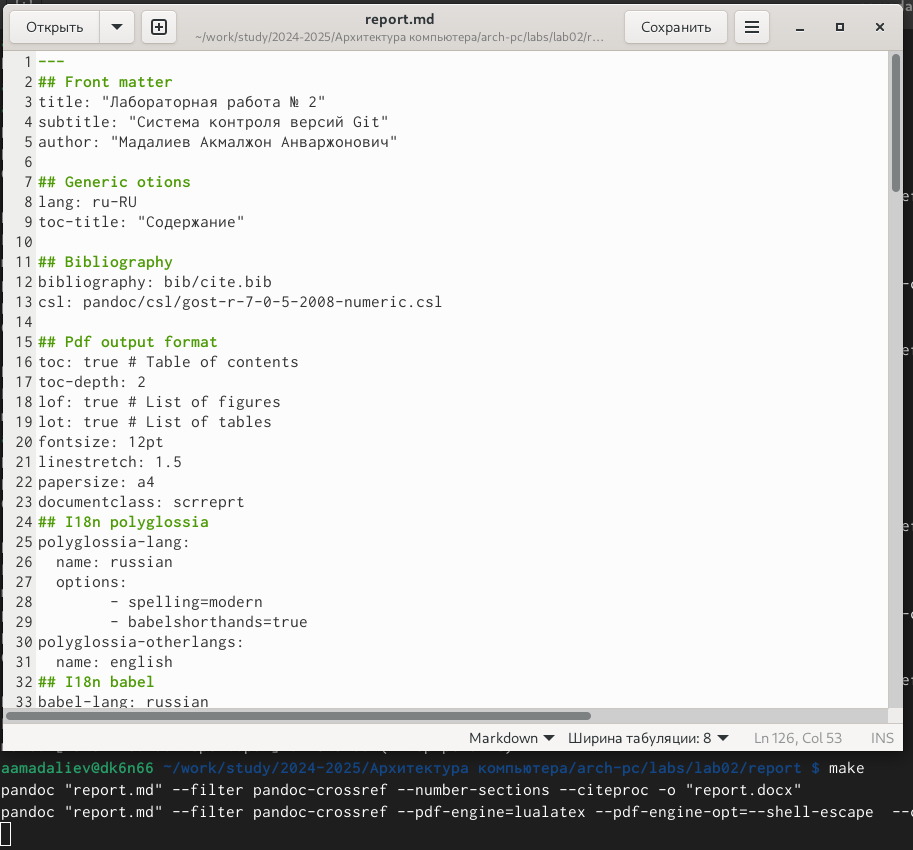 Открыть
report.md
~/work/study/2024-2025/Архитектура компьютера/arch-pc/labs/lab02/r…
Сохранить
1 ---
2 ## Front matter
3 title: "Лабораторная работа № 2"
4 subtitle: "Система контроля версий Git"
5 author: "Мадалиев Акмалжон Анваржонович"
6
7 ## Generic otions
8 lang: ru-RU
9 toc-title: "Содержание"
10
11 ## Bibliography
12 bibliography: bib/cite.bib
13 csl: pandoc/csl/gost-r-7-0-5-2008-numeric.csl
14
15 ## Pdf output format
16 toc: true # Table of contents
17 toc-depth: 2
18 lof: true # List of figures
19 lot: true # List of tables
20 fontsize: 12pt
21 linestretch: 1.5
22 papersize: a4
23 documentclass: scrreprt
24 ## I18n polyglossia
25 polyglossia-lang:
26   name: russian
27   options:
28         - spelling=modern
29         - babelshorthands=true
30 polyglossia-otherlangs:
31   name: english
32 ## I18n babel
33 babel-lang: russian
Markdown Ширина табуляции: 8 Ln 126, Col 53 INS
aamadaliev@dk6n66 ~/work/study/2024-2025/Архитектура компьютера/arch-pc/labs/lab02/report $ make
pandoc "report.md" --filter pandoc-crossref --number-sections --citeproc -o "report.docx"
pandoc "report.md" --filter pandoc-crossref --pdf-engine=lualatex --pdf-engine-opt=--shell-escape